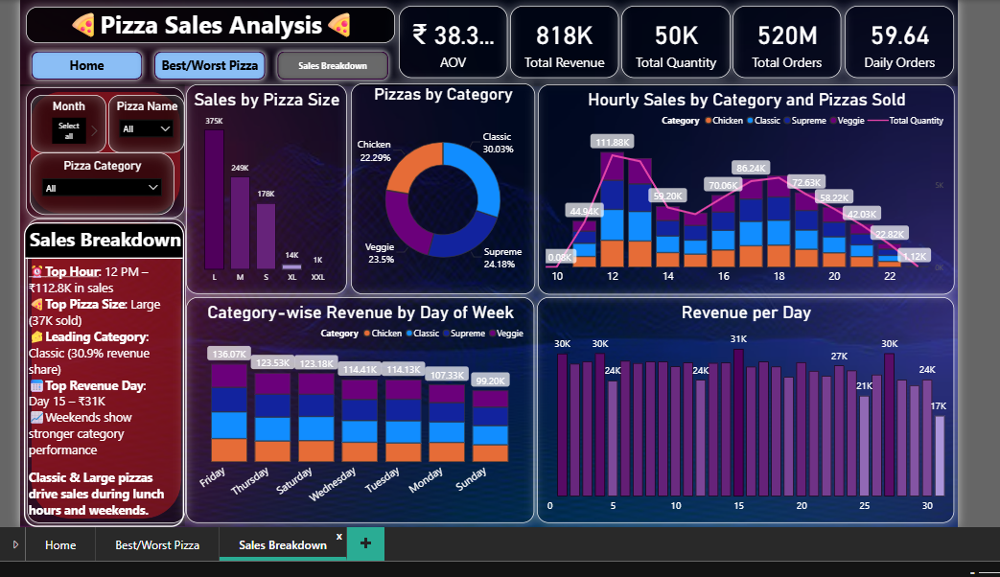 🍕 Pizza Sales Analysis 🍕
Home
Best/Worst Pizza
Sales Breakdown
₹ 38.3...
AOV
818K
Total Revenue
50K
Total Quantity
520M
Total Orders
59.64
Daily Orders
Month
Select
all
Pizza Name
All
Pizza Category
All
Sales Breakdown
⏰ Top Hour: 12 PM –
₹112.8K in sales
🍕 Top Pizza Size: Large
(37K sold)
🧀 Leading Category:
Classic (30.9% revenue
share)
📅 Top Revenue Day:
Day 15 – ₹31K
📈 Weekends show
stronger category
performance
Classic & Large pizzas
drive sales during lunch
hours and weekends.
Sales by Pizza Size
375K
249K
178K
14K
1K
L M S XL XXL
Pizzas by Category
Chicken
22.29%
Classic
30.03%
Veggie
23.5%
Supreme
24.18%
Hourly Sales by Category and Pizzas Sold
Category Chicken Classic Supreme Veggie Total Quantity
0.08K
44.94K
111.88K
59.20K
70.06K
86.24K
72.63K
58.22K
42.03K
22.82K
1.12K
5K
0K
10 12 14 16 18 20 22
Category-wise Revenue by Day of Week
Category Chicken Classic Supreme Veggie
136.07K
123.53K
123.18K
114.41K
114.13K
107.33K
99.20K
Friday
Thursday
Saturday
Wednesday
Tuesday
Monday
Sunday
Revenue per Day
30K
30K
24K
24K
31K
27K
21K
30K
24K
17K
0 5 10 15 20 25 30
Home
Best/Worst Pizza
Sales Breakdown
x
+